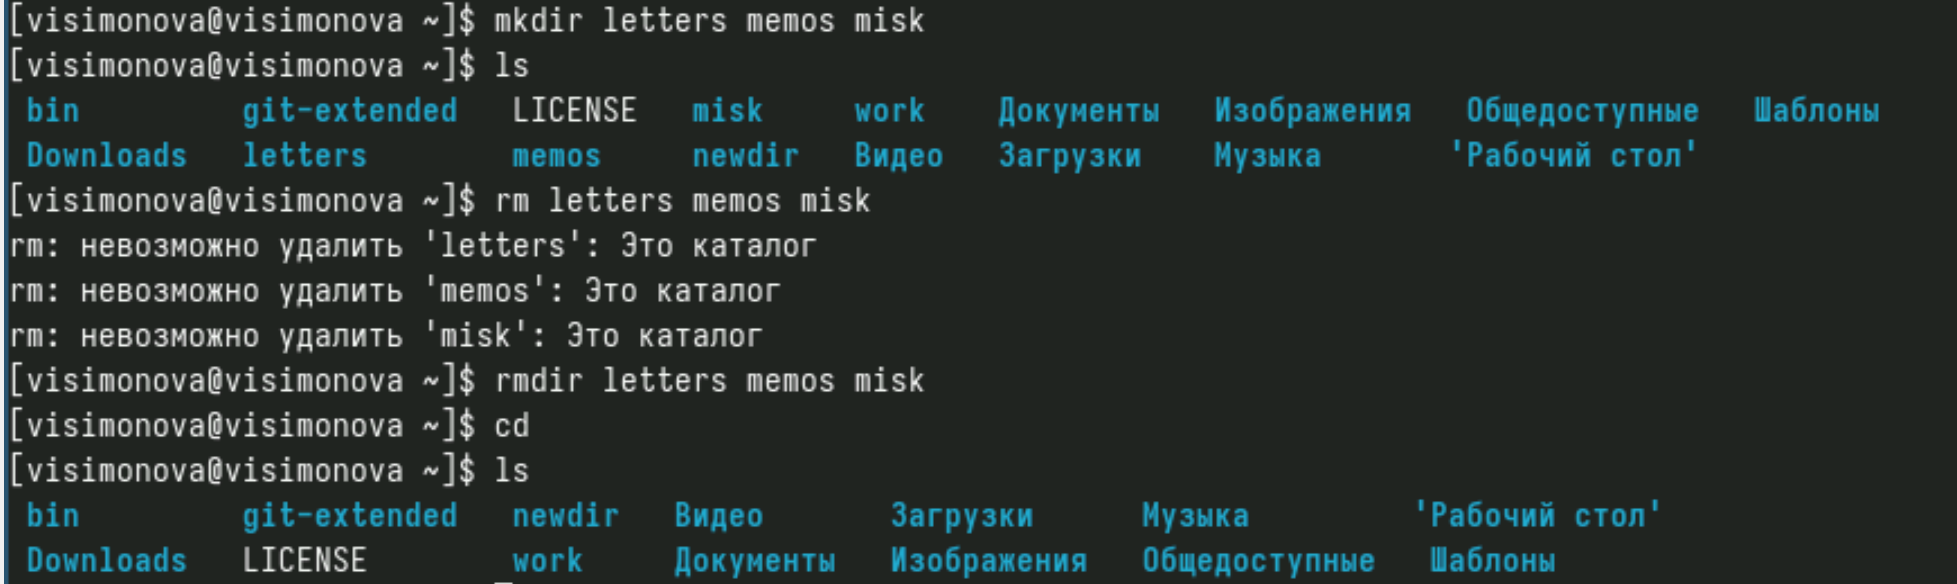 [visimonova@visimonova ~]$ mkdir letters memos misk
[visimonova@visimonova ~]$ ls
bin git-extended LICENSE misk work Документы Изображения Общедоступные Шаблоны
Downloads letters memos newdir Видео Загрузки Музыка 'Рабочий стол'
[visimonova@visimonova ~]$ rm letters memos misk
rm: невозможно удалить 'letters': Это каталог
rm: невозможно удалить 'memos': Это каталог
rm: невозможно удалить 'misk': Это каталог
[visimonova@visimonova ~]$ rmdir letters memos misk
[visimonova@visimonova ~]$ cd
[visimonova@visimonova ~]$ ls
bin git-extended newdir Видео Загрузки Музыка 'Рабочий стол'
Downloads LICENSE work Документы Изображения Общедоступные Шаблоны